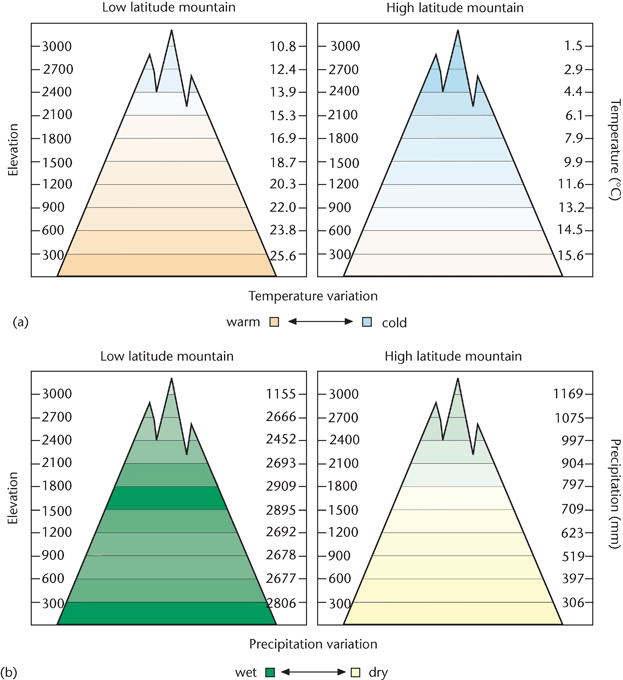 Low latitude mountain High latitude mountain
3000 10.8 3000 1.5
2700 12.4 2700 2.9
2400 13.9 2400 4.4
2100 15.3 2100 6.1
1800 16.9 1800 7.9
1500 18.7 1500 9.9
1200 20.3 1200 11.6
900 22.0 900 13.2
600 23.8 600 14.5
300 25.6 300 15.6
Elevation
Temperature (°C)
Temperature variation
(a) warm cold
Low latitude mountain High latitude mountain
3000 1155 3000 1169
2700 2666 2700 1075
2400 2452 2400 997
2100 2693 2100 904
1800 2909 1800 797
1500 2895 1500 709
1200 2692 1200 623
900 2678 900 519
600 2677 600 397
300 2806 300 306
Elevation
Precipitation (mm)
Precipitation variation
(b) wet dry